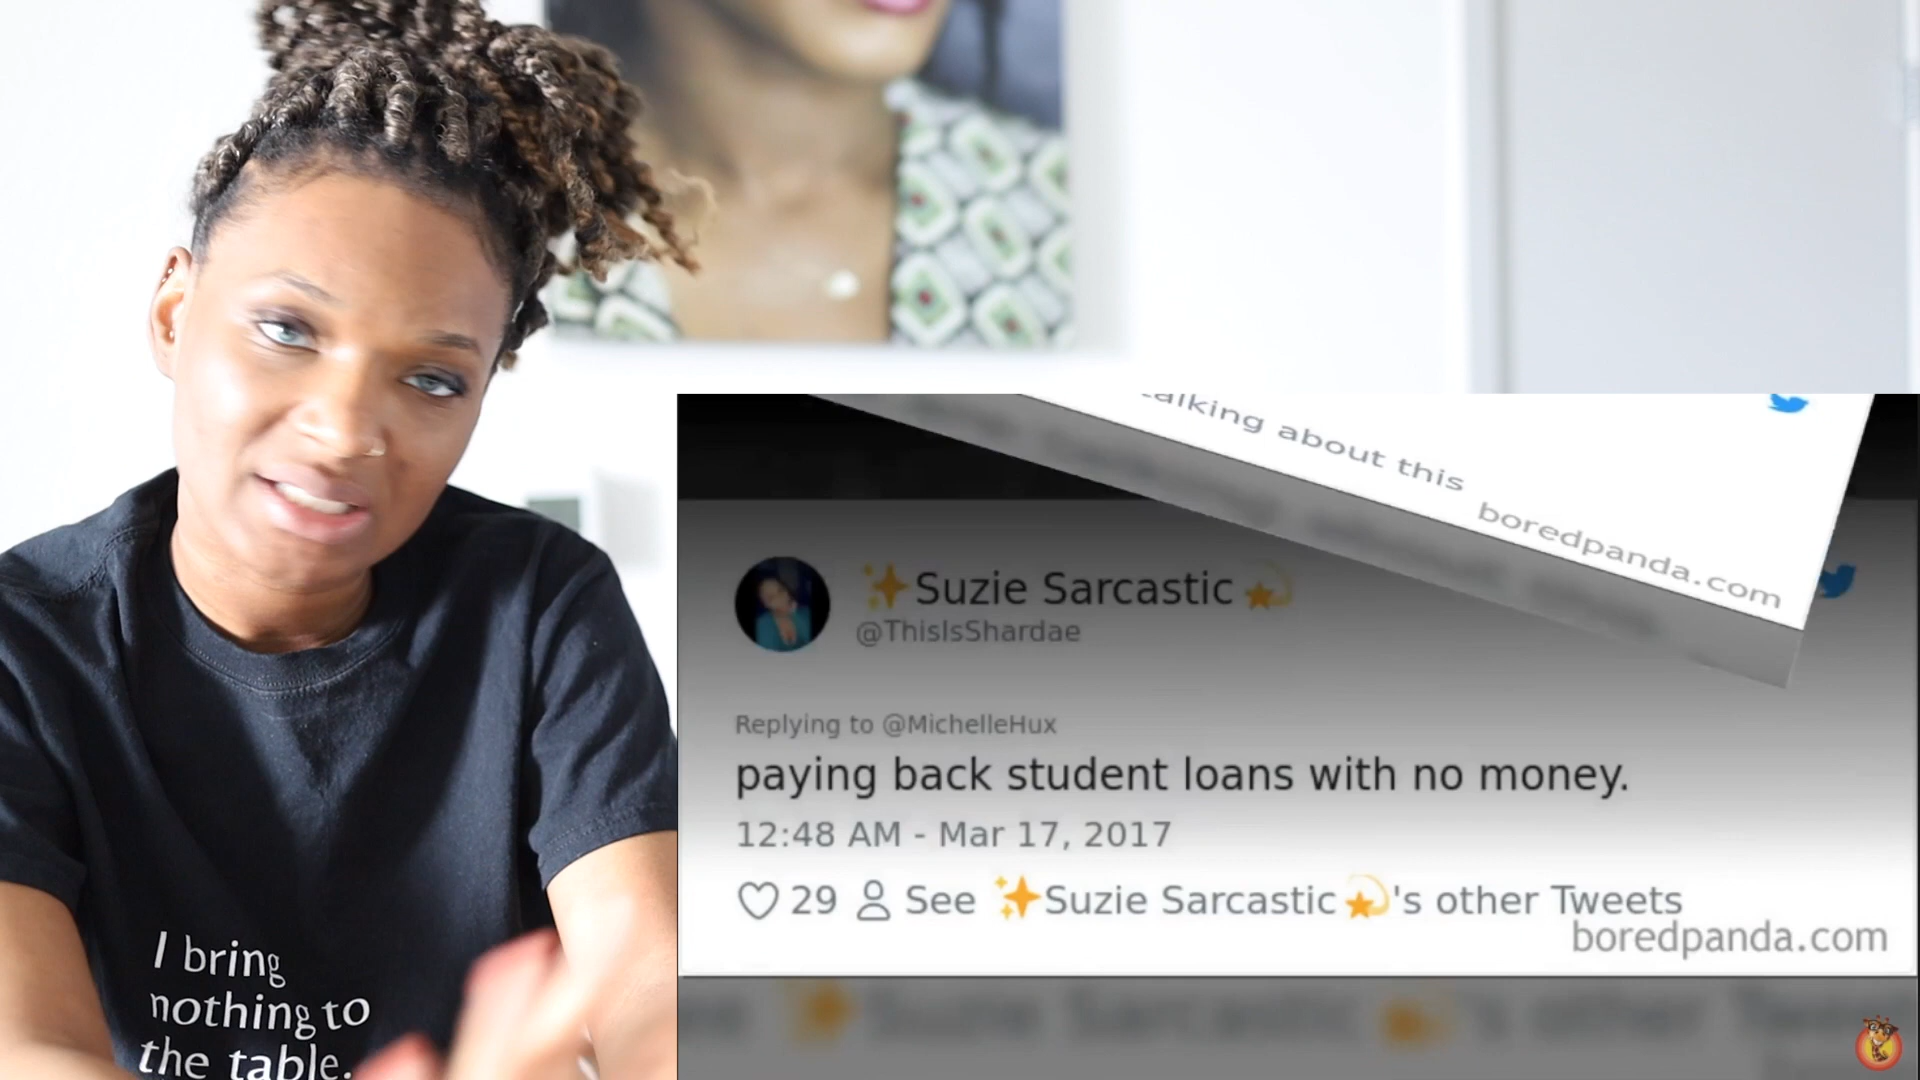 talking about this
boredpanda.com
✨Suzie Sarcastic💫
@ThisIsShardae
Replying to @MichelleHux
paying back student loans with no money.
12:48 AM - Mar 17, 2017
29 See ✨Suzie Sarcastic💫's other Tweets
boredpanda.com
I bring
nothing to
the table.